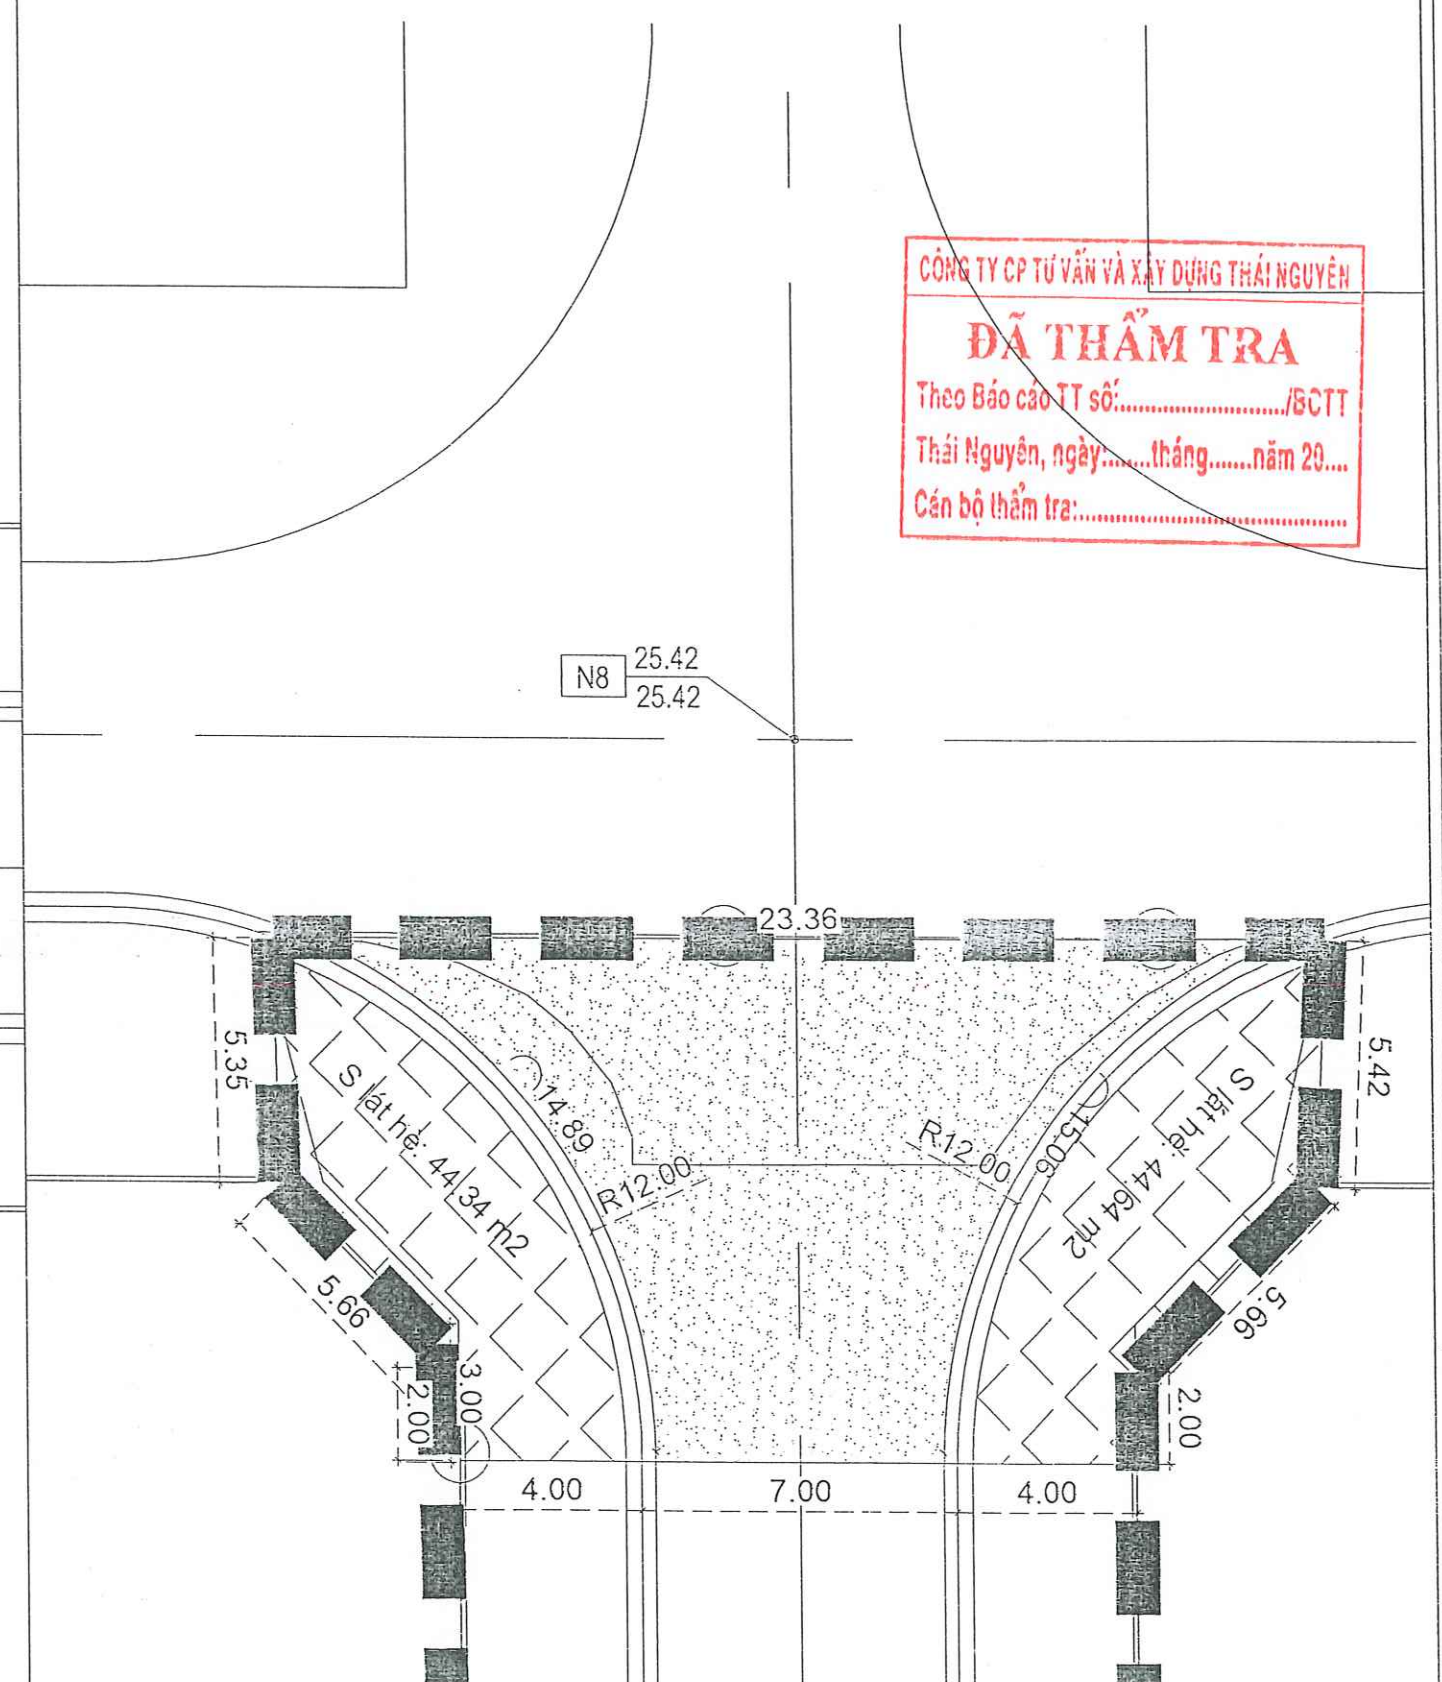 CÔNG TY CP TƯ VẤN VÀ XÂY DỰNG THÁI NGUYÊN
ĐÃ THẨM TRA
Theo Báo cáo TT số:............................/BCTT
Thái Nguyên, ngày:........tháng.......năm 20....
Cán bộ thẩm tra:..............................................
N8
25.42
25.42
23.36
5.35
5.42
S lát hè: 44.34 m2
14.89
R12.00
R12.00
15.06
S lát hè: 44.64 m2
5.66
5.66
3.00
2.00
2.00
4.00
7.00
4.00